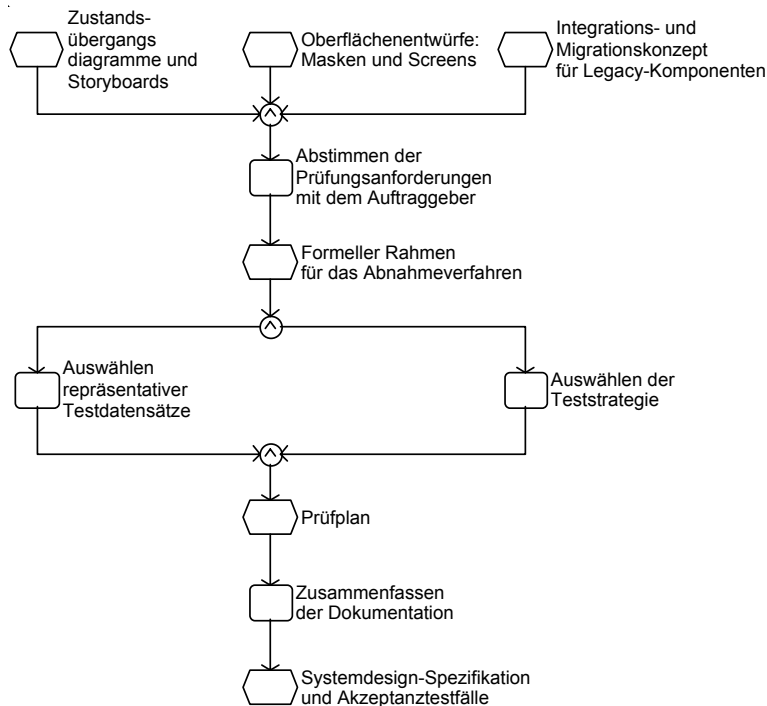 Zustands-
übergangs
diagramme und
Storyboards
Oberflächenentwürfe:
Masken und Screens
Integrations- und
Migrationskonzept
für Legacy-Komponenten
Abstimmen der
Prüfungsanforderungen
mit dem Auftraggeber
Formeller Rahmen
für das Abnahmeverfahren
Auswählen
repräsentativer
Testdatensätze
Auswählen der
Teststrategie
Prüfplan
Zusammenfassen
der Dokumentation
Systemdesign-Spezifikation
und Akzeptanztestfälle